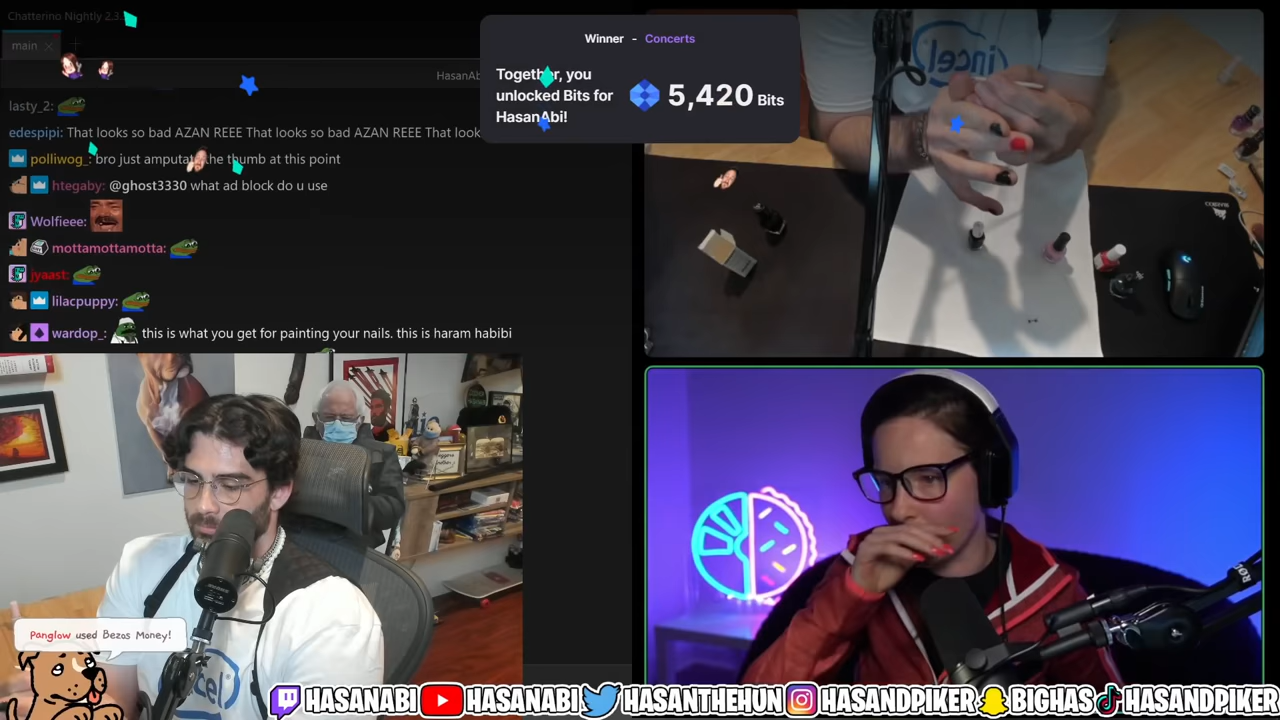 Chatterino Nightly 2.3.
main
HasanAb
lasty_2:
edespipi: That looks so bad AZAN REEE That looks so bad AZAN REEE That look
polliwog_: bro just amputate the thumb at this point
htegaby: @ghost3330 what ad block do u use
Wolfieee:
mottamottamotta:
jyaast:
lilacpuppy:
wardop_: this is what you get for painting your nails. this is haram habibi
Winner - Concerts
Together, you
unlocked Bits for
HasanAbi!
5,420 Bits
incel
incel
Panglow used Bezos Money!
HASANABI HASANABI HASANTHEHUN HASANDPIKER BIGHAS HASANDPIKER